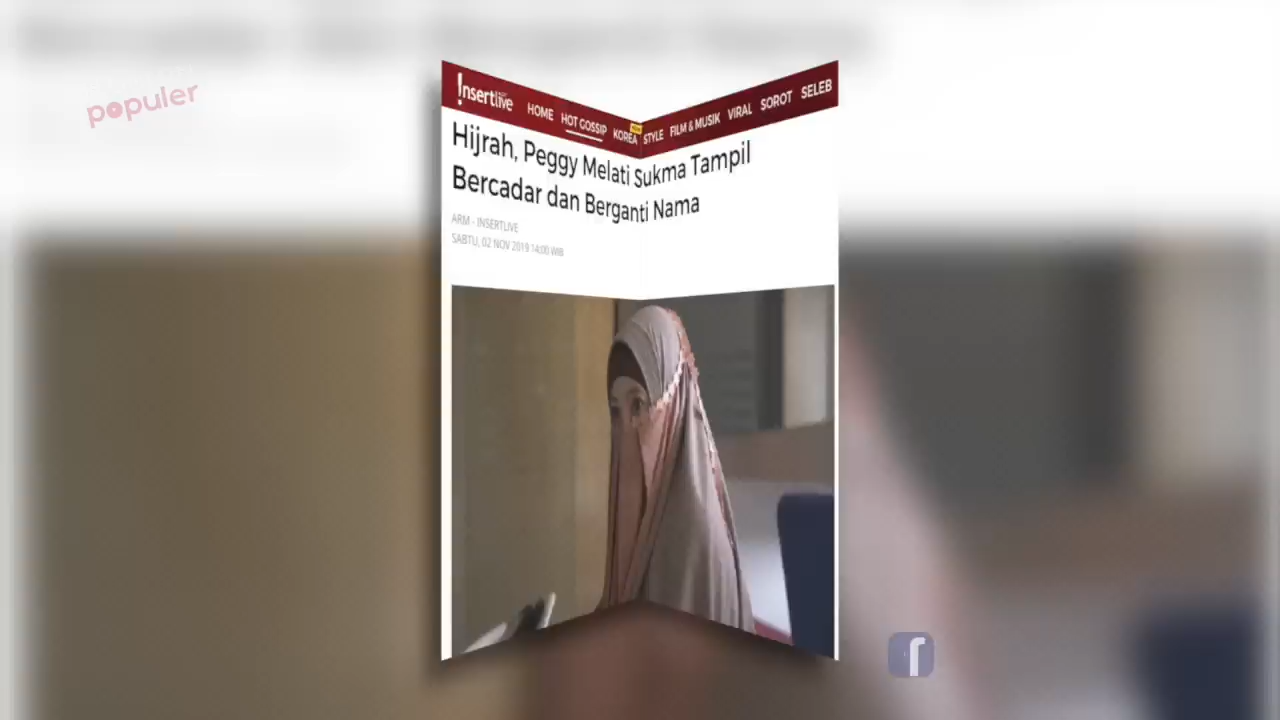 populer
Insertlive
HOME HOT GOSSIP KOREA STYLE FILM & MUSIK VIRAL SOROT SELEB
Hijrah, Peggy Melati Sukma Tampil
Bercadar dan Berganti Nama
ARM - INSERTLIVE
SABTU, 02 NOV 2019 14:00 WIB